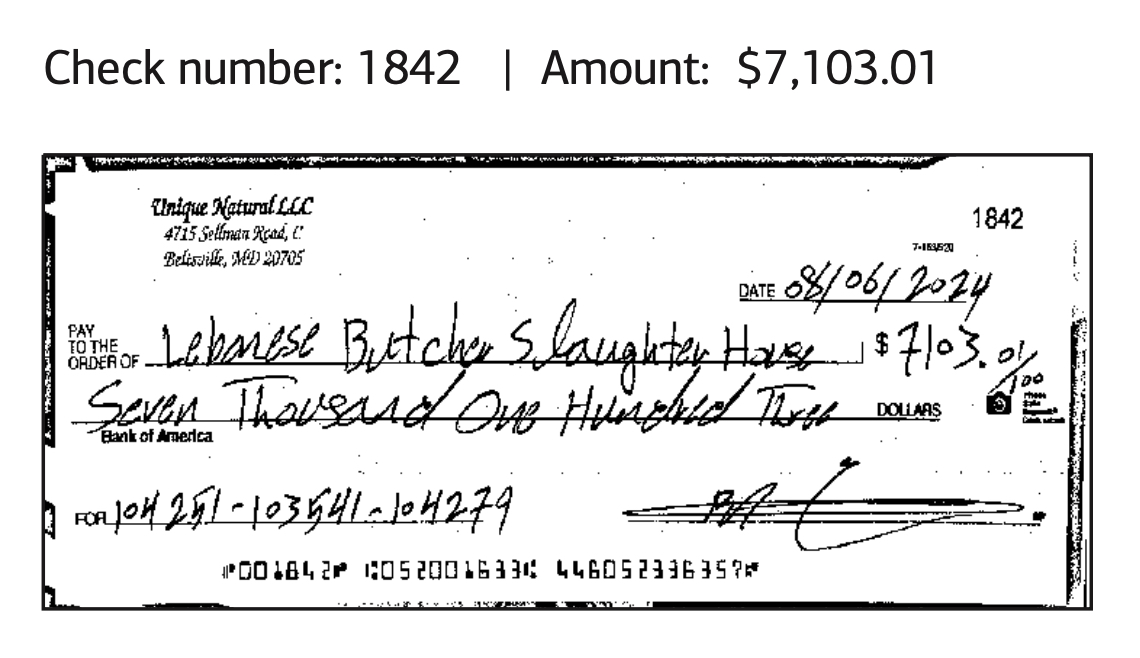 Check number: 1842 | Amount: $7,103.01
Unique Natural LLC
4715 Sellman Road, C
Beltsville, MD 20705
1842
7-163/520
DATE 08/06/2024
PAY TO THE ORDER OF Lebanese Butcher Slaughter House $ 7103.01/100
Seven Thousand One Hundred Three DOLLARS
Bank of America
FOR 104251-103541-104279
⑈001842⑈ ⑆052001633⑆ 446052336357⑈